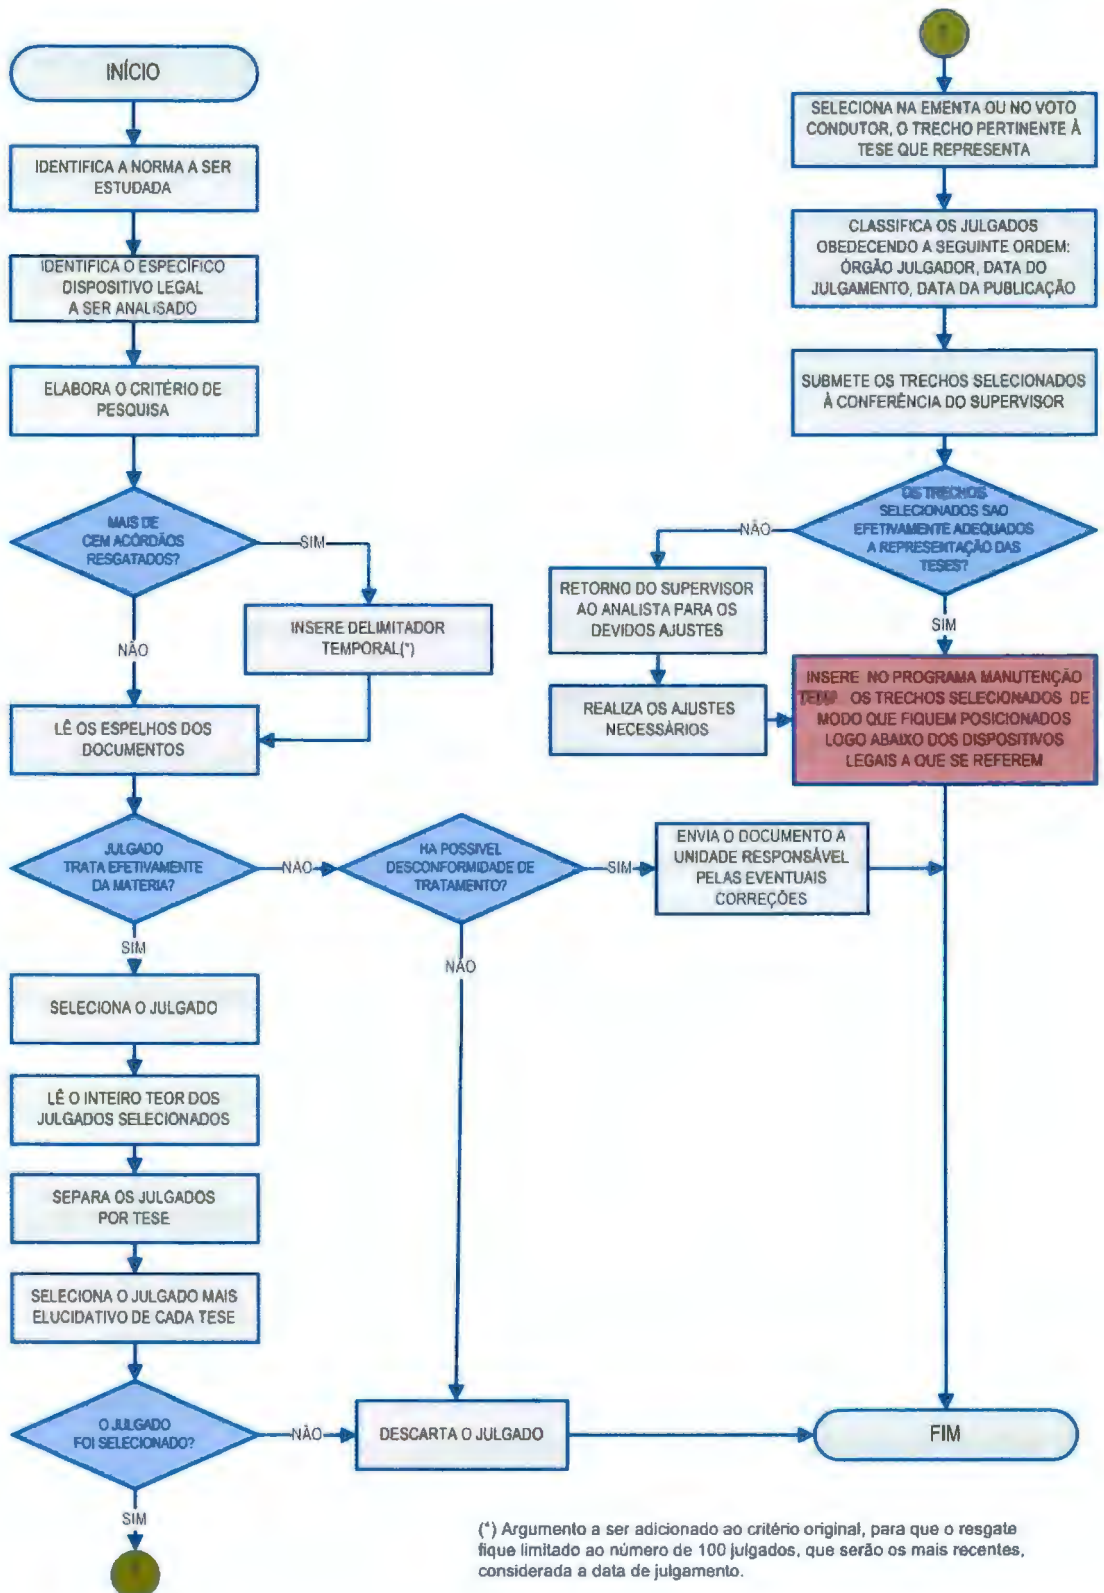 INÍCIO
IDENTIFICA A NORMA A SER
ESTUDADA
IDENTIFICA O ESPECÍFICO
DISPOSITIVO LEGAL
A SER ANALISADO
ELABORA O CRITÉRIO DE
PESQUISA
MAIS DE
CEM ACÓRDÃOS
RESGATADOS?
SIM
INSERE DELIMITADOR
TEMPORAL(*)
NÃO
LÊ OS ESPELHOS DOS
DOCUMENTOS
JULGADO
TRATA EFETIVAMENTE
DA MATERIA?
NÃO
HA POSSIVEL
DESCONFORMIDADE DE
TRATAMENTO?
SIM
ENVIA O DOCUMENTO A
UNIDADE RESPONSÁVEL
PELAS EVENTUAIS
CORREÇÕES
NÃO
SIM
SELECIONA O JULGADO
LÊ O INTEIRO TEOR DOS
JULGADOS SELECIONADOS
SEPARA OS JULGADOS
POR TESE
SELECIONA O JULGADO MAIS
ELUCIDATIVO DE CADA TESE
O JULGADO
FOI SELECIONADO?
NÃO
DESCARTA O JULGADO
SIM
SELECIONA NA EMENTA OU NO VOTO
CONDUTOR, O TRECHO PERTINENTE À
TESE QUE REPRESENTA
CLASSIFICA OS JULGADOS
OBEDECENDO A SEGUINTE ORDEM:
ÓRGÃO JULGADOR, DATA DO
JULGAMENTO, DATA DA PUBLICAÇÃO
SUBMETE OS TRECHOS SELECIONADOS
À CONFERÊNCIA DO SUPERVISOR
OS TRECHOS
SELECIONADOS SAO
EFETIVAMENTE ADEQUADOS
A REPRESENTAÇÃO DAS
TESES?
NÃO
RETORNO DO SUPERVISOR
AO ANALISTA PARA OS
DEVIDOS AJUSTES
REALIZA OS AJUSTES
NECESSÁRIOS
SIM
INSERE NO PROGRAMA MANUTENÇÃO
OS TRECHOS SELECIONADOS DE
MODO QUE FIQUEM POSICIONADOS
LOGO ABAIXO DOS DISPOSITIVOS
LEGAIS A QUE SE REFEREM
FIM
(*) Argumento a ser adicionado ao critério original, para que o resgate
fique limitado ao número de 100 julgados, que serão os mais recentes,
considerada a data de julgamento.